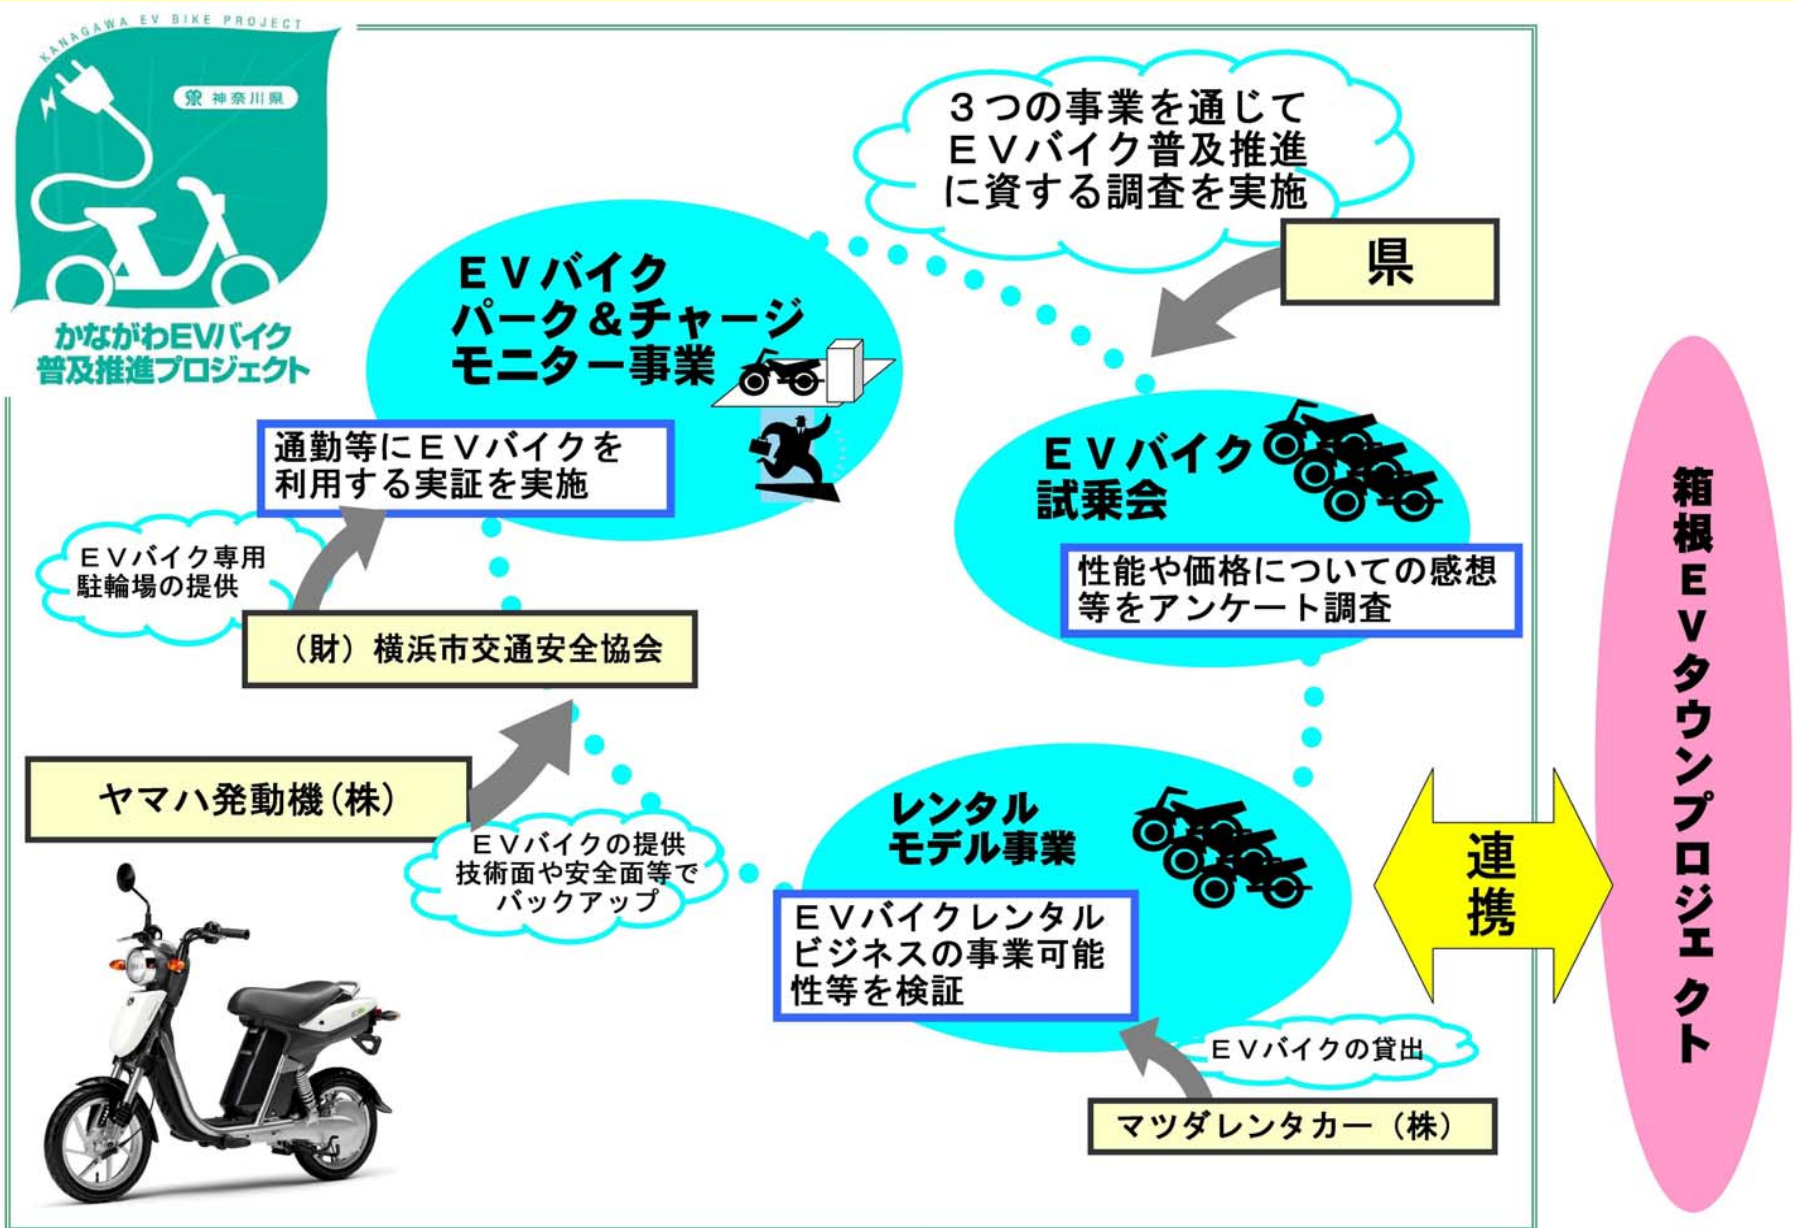 KANAGAWA EV BIKE PROJECT
神奈川県
かながわEVバイク
普及推進プロジェクト
３つの事業を通じて
ＥＶバイク普及推進
に資する調査を実施
県
ＥＶバイク
パーク＆チャージ
モニター事業
通勤等にＥＶバイクを
利用する実証を実施
ＥＶバイク専用
駐輪場の提供
（財）横浜市交通安全協会
ＥＶバイク
試乗会
性能や価格についての感想
等をアンケート調査
ヤマハ発動機(株)
ＥＶバイクの提供
技術面や安全面等で
バックアップ
レンタル
モデル事業
ＥＶバイクレンタル
ビジネスの事業可能
性等を検証
ＥＶバイクの貸出
マツダレンタカー（株）
連携
箱根ＥＶタウンプロジェクト